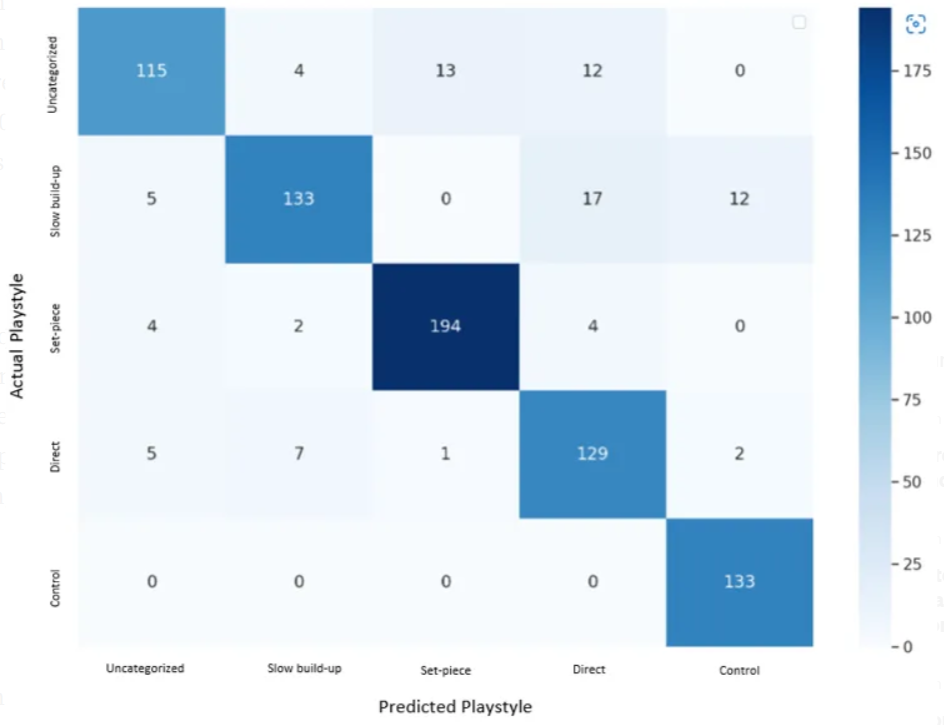 Uncategorized 115 4 13 12 0
175
150
Slow build-up 5 133 0 17 12
125
Actual Playstyle
Set-piece 4 2 194 4 0
100
75
Direct 5 7 1 129 2
50
25
Control 0 0 0 0 133
0
Uncategorized Slow build-up Set-piece Direct Control
Predicted Playstyle